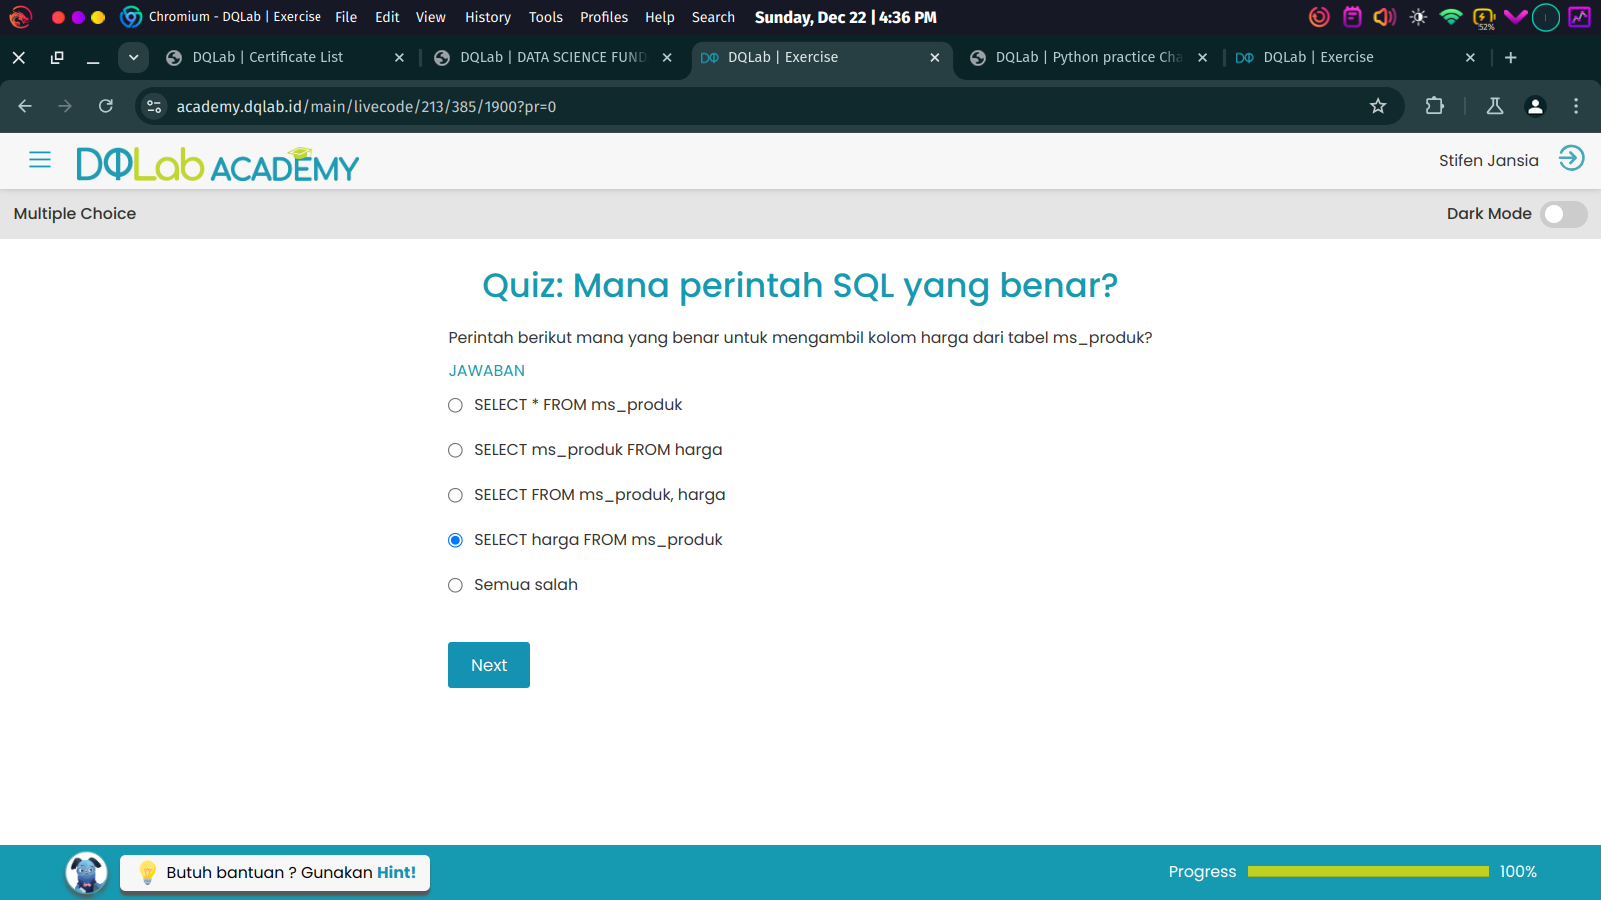 Chromium - DQLab | Exercise File Edit View History Tools Profiles Help Search Sunday, Dec 22 | 4:36 PM
52%
DQLab | Certificate List
DQLab | DATA SCIENCE FUND
DQLab | Exercise
DQLab | Python practice Cha
DQLab | Exercise
academy.dqlab.id/main/livecode/213/385/1900?pr=0
DQLab ACADEMY
Stifen Jansia
Multiple Choice
Dark Mode
Quiz: Mana perintah SQL yang benar?
Perintah berikut mana yang benar untuk mengambil kolom harga dari tabel ms_produk?
JAWABAN
SELECT * FROM ms_produk
SELECT ms_produk FROM harga
SELECT FROM ms_produk, harga
SELECT harga FROM ms_produk
Semua salah
Next
Butuh bantuan ? Gunakan Hint!
Progress 100%